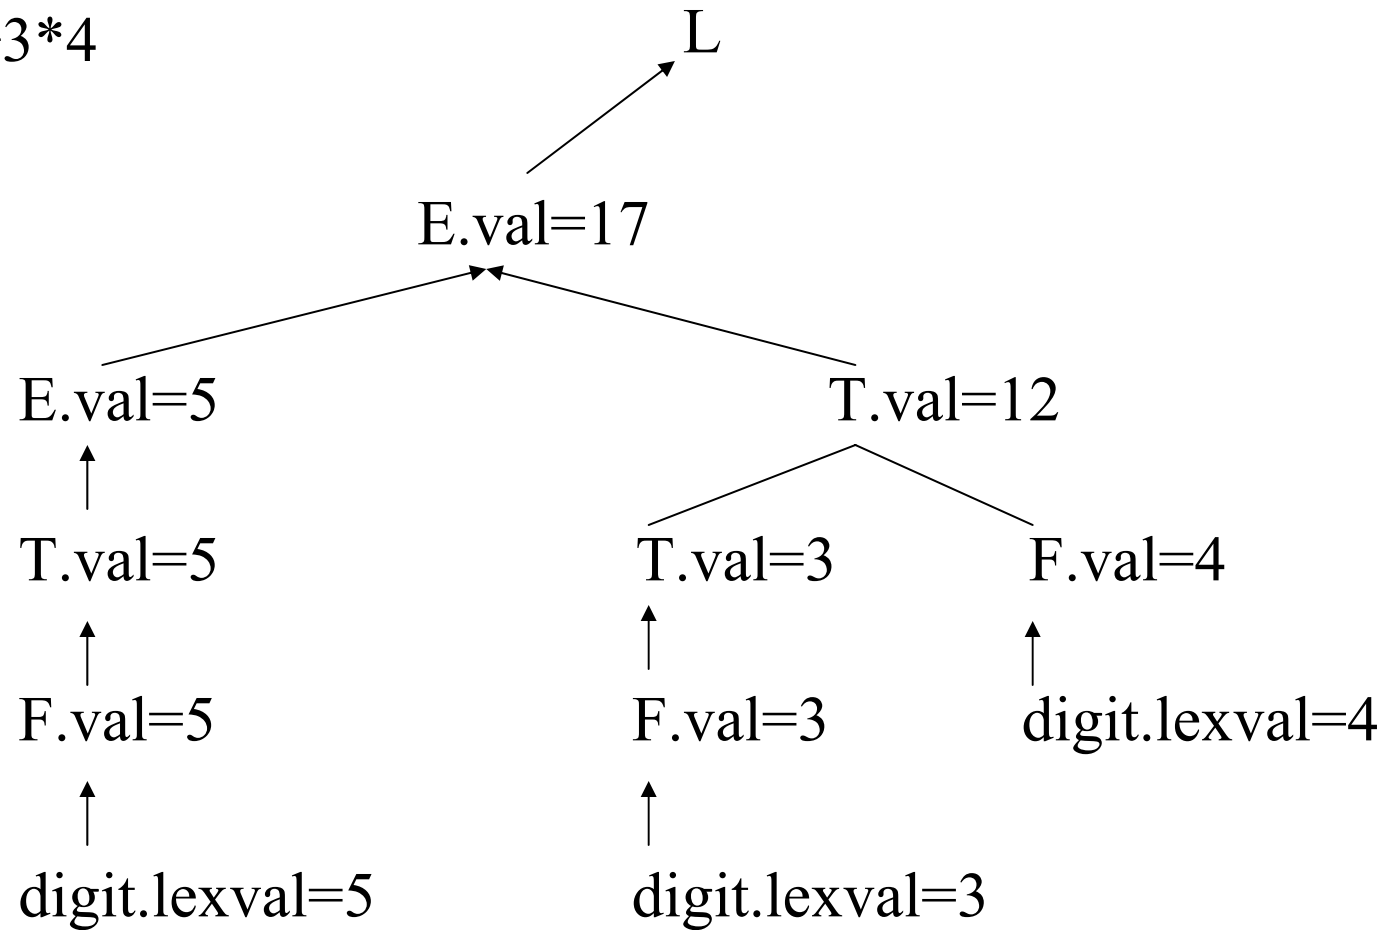 3*4
L
E.val=17
E.val=5 T.val=12
T.val=5 T.val=3 F.val=4
F.val=5 F.val=3 digit.lexval=4
digit.lexval=5 digit.lexval=3